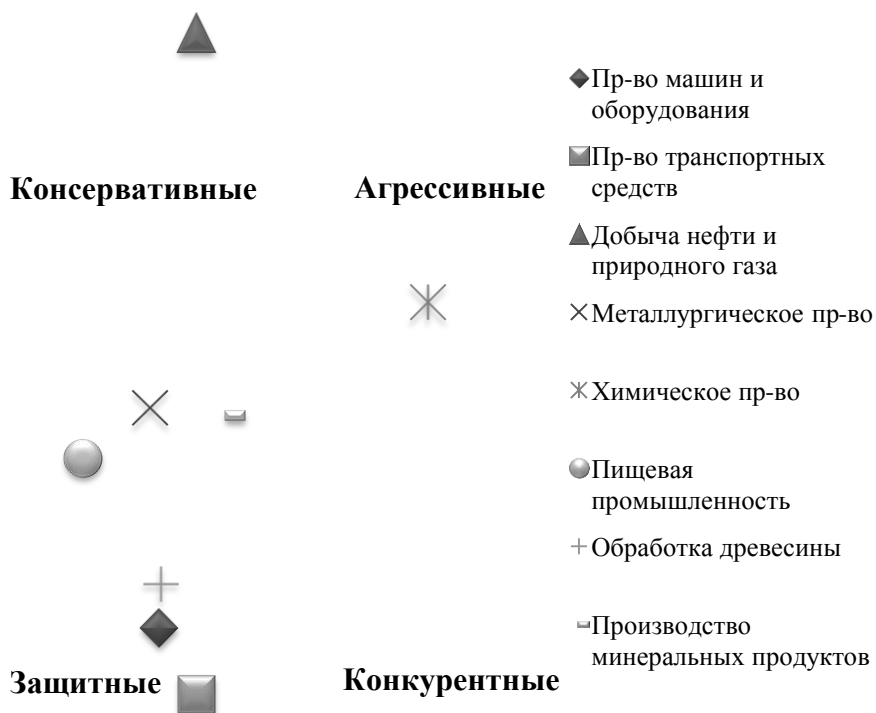 Консервативные
Агрессивные
Защитные
Конкурентные
Пр-во машин и
оборудования
Пр-во транспортных
средств
Добыча нефти и
природного газа
Металлургическое пр-во
Химическое пр-во
Пищевая
промышленность
Обработка древесины
Производство
минеральных продуктов